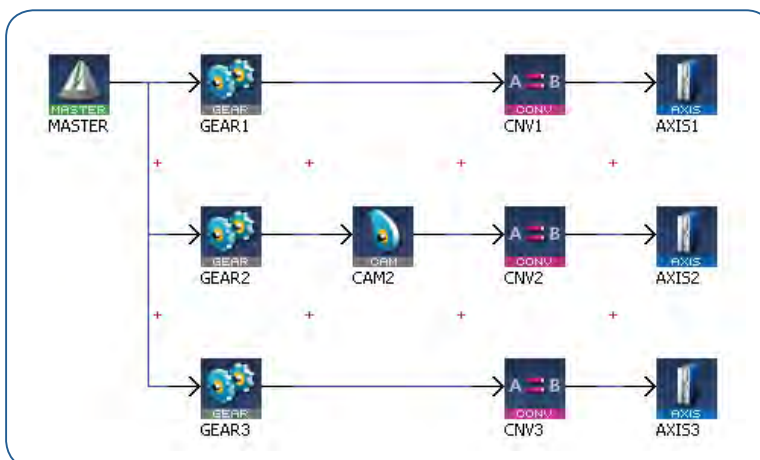 MASTER
MASTER
GEAR
GEAR1
A B
CONV
CNV1
AXIS
AXIS1
GEAR
GEAR2
CAM
CAM2
A B
CONV
CNV2
AXIS
AXIS2
GEAR
GEAR3
A B
CONV
CNV3
AXIS
AXIS3